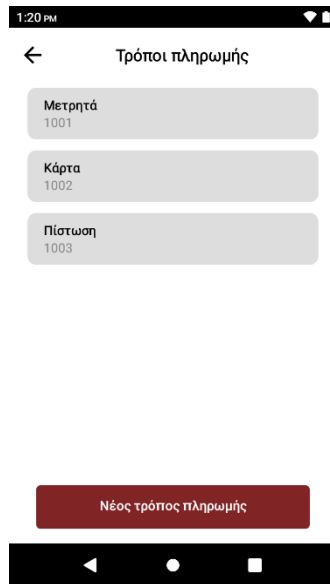 1:20 PM
Τρόποι πληρωμής
Μετρητά
1001
Κάρτα
1002
Πίστωση
1003
Νέος τρόπος πληρωμής